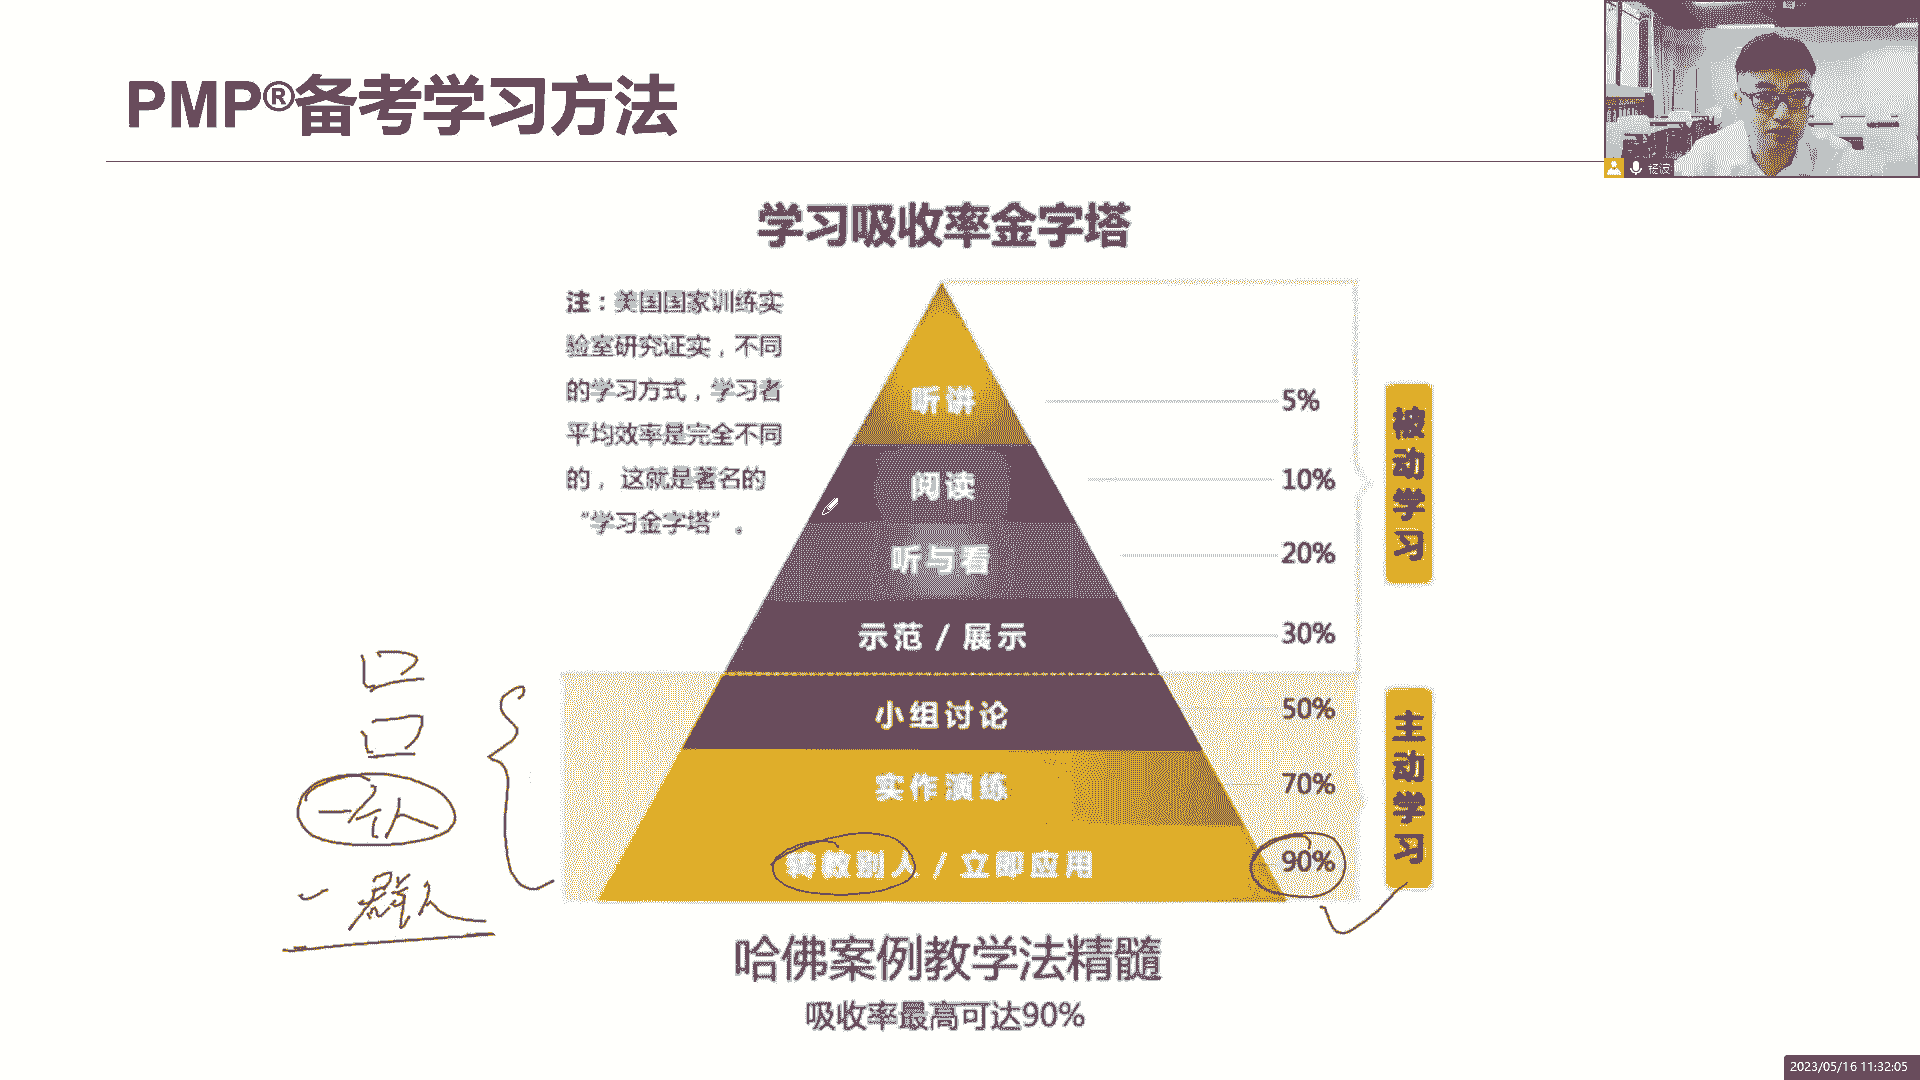 PMP®备考学习方法
杨波
学习吸收率金字塔
注：美国国家训练实
验室研究证实，不同
的学习方式，学习者
平均效率是完全不同
的，这就是著名的
“学习金字塔”。
听讲 5%
阅读 10%
听与看 20%
示范 / 展示 30%
小组讨论 50%
实作演练 70%
转教别人 / 立即应用 90%
被动学习
主动学习
一个人
一群人
哈佛案例教学法精髓
吸收率最高可达90%
2023/05/16 11:32:05